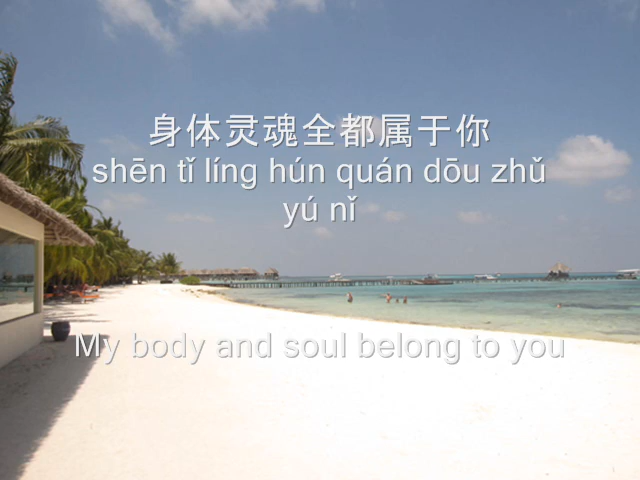 身体灵魂全都属于你
shēn tǐ líng hún quán dōu zhǔ
yú nǐ
My body and soul belong to you